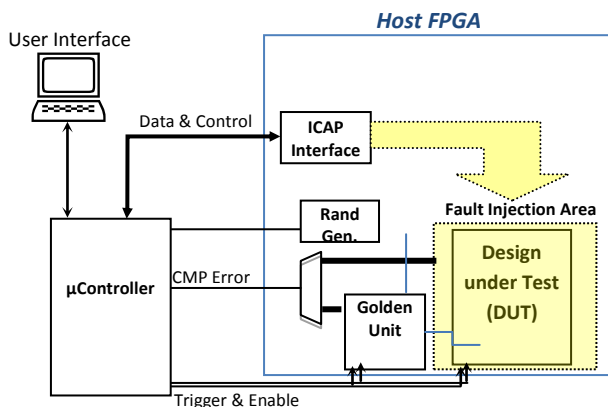 Host FPGA
User Interface
Data & Control
ICAP
Interface
Fault Injection Area
Rand
Gen.
Design
under Test
(DUT)
µController
CMP Error
Golden
Unit
Trigger & Enable